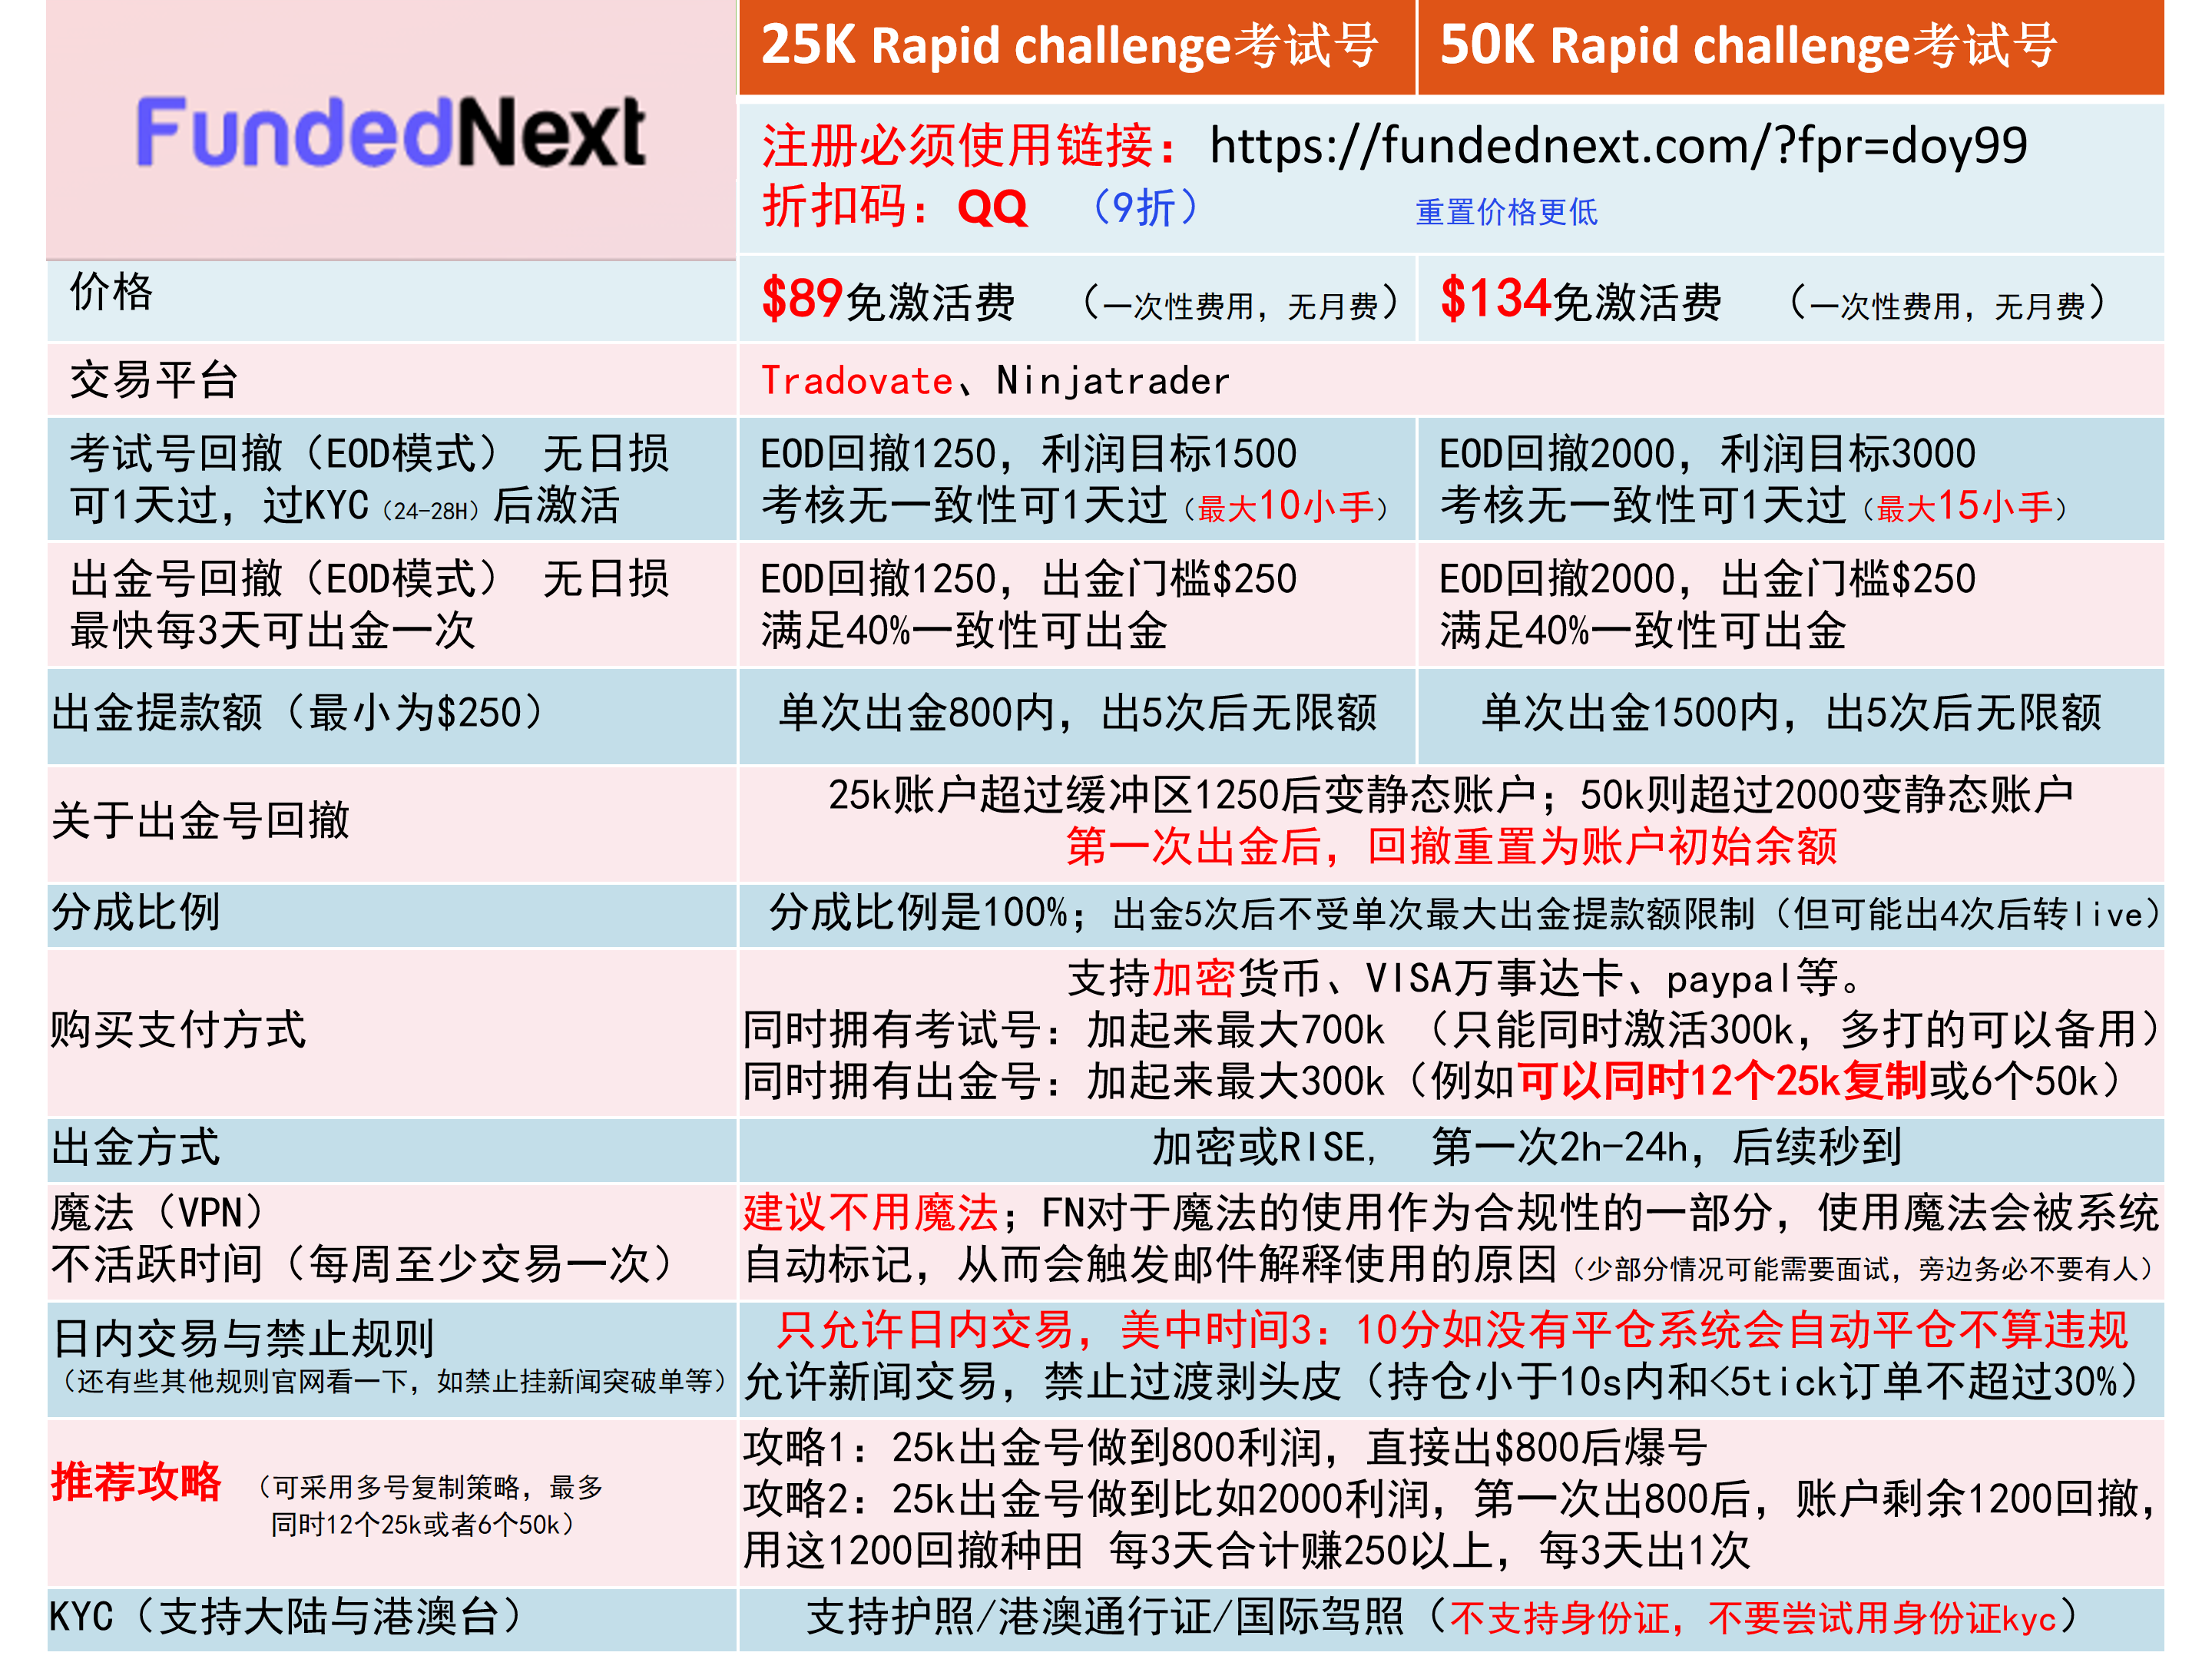 FundedNext
25K Rapid challenge考试号
50K Rapid challenge考试号
注册必须使用链接：https://fundednext.com/?fpr=doy99
折扣码：QQ （9折） 重置价格更低
价格
$89免激活费 （一次性费用，无月费）
$134免激活费 （一次性费用，无月费）
交易平台
Tradovate、Ninjatrader
考试号回撤（EOD模式） 无日损
可1天过，过KYC（24-28H）后激活
EOD回撤1250，利润目标1500
考核无一致性可1天过（最大10小手）
EOD回撤2000，利润目标3000
考核无一致性可1天过（最大15小手）
出金号回撤（EOD模式） 无日损
最快每3天可出金一次
EOD回撤1250，出金门槛$250
满足40%一致性可出金
EOD回撤2000，出金门槛$250
满足40%一致性可出金
出金提款额（最小为$250）
单次出金800内，出5次后无限额
单次出金1500内，出5次后无限额
关于出金号回撤
25k账户超过缓冲区1250后变静态账户；50k则超过2000变静态账户
第一次出金后，回撤重置为账户初始余额
分成比例
分成比例是100%；出金5次后不受单次最大出金提款额限制（但可能出4次后转live）
购买支付方式
支持加密货币、VISA万事达卡、paypal等。
同时拥有考试号：加起来最大700k （只能同时激活300k，多打的可以备用）
同时拥有出金号：加起来最大300k（例如可以同时12个25k复制或6个50k）
出金方式
加密或RISE， 第一次2h-24h，后续秒到
魔法（VPN）
不活跃时间（每周至少交易一次）
建议不用魔法；FN对于魔法的使用作为合规性的一部分，使用魔法会被系统
自动标记，从而会触发邮件解释使用的原因（少部分情况可能需要面试，旁边务必不要有人）
日内交易与禁止规则
（还有些其他规则官网看一下，如禁止挂新闻突破单等）
只允许日内交易，美中时间3：10分如没有平仓系统会自动平仓不算违规
允许新闻交易，禁止过渡剥头皮（持仓小于10s内和<5tick订单不超过30%）
推荐攻略 （可采用多号复制策略，最多
同时12个25k或者6个50k）
攻略1：25k出金号做到800利润，直接出$800后爆号
攻略2：25k出金号做到比如2000利润，第一次出800后，账户剩余1200回撤，
用这1200回撤种田 每3天合计赚250以上，每3天出1次
KYC（支持大陆与港澳台）
支持护照/港澳通行证/国际驾照（不支持身份证，不要尝试用身份证kyc）